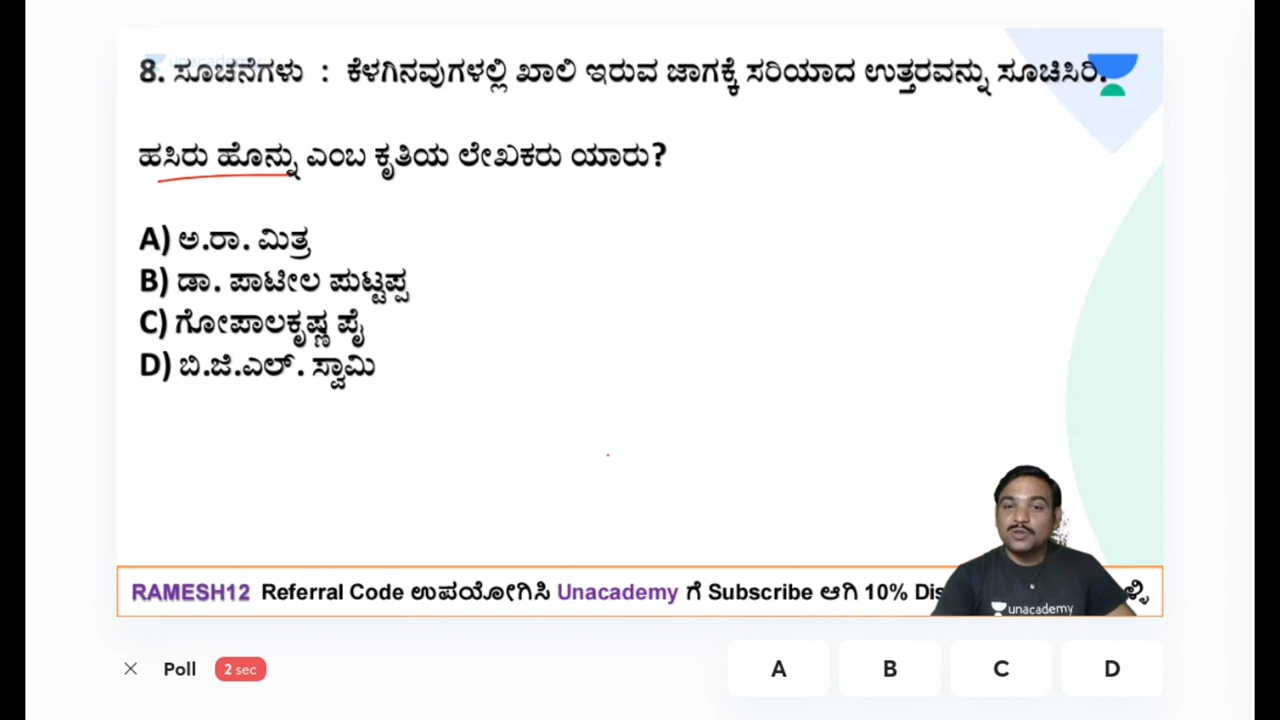 8. ಸೂಚನೆಗಳು : ಕೆಳಗಿನವುಗಳಲ್ಲಿ ಖಾಲಿ ಇರುವ ಜಾಗಕ್ಕೆ ಸರಿಯಾದ ಉತ್ತರವನ್ನು ಸೂಚಿಸಿರಿ.
ಹಸಿರು ಹೊನ್ನು ಎಂಬ ಕೃತಿಯ ಲೇಖಕರು ಯಾರು?
A) ಅ.ರಾ. ಮಿತ್ರ
B) ಡಾ. ಪಾಟೀಲ ಪುಟ್ಟಪ್ಪ
C) ಗೋಪಾಲಕೃಷ್ಣ ಪೈ
D) ಬಿ.ಜಿ.ಎಲ್. ಸ್ವಾಮಿ
RAMESH12 Referral Code ಉಪಯೋಗಿಸಿ Unacademy ಗೆ Subscribe ಆಗಿ 10%
unacademy
Poll 2 sec A B C D